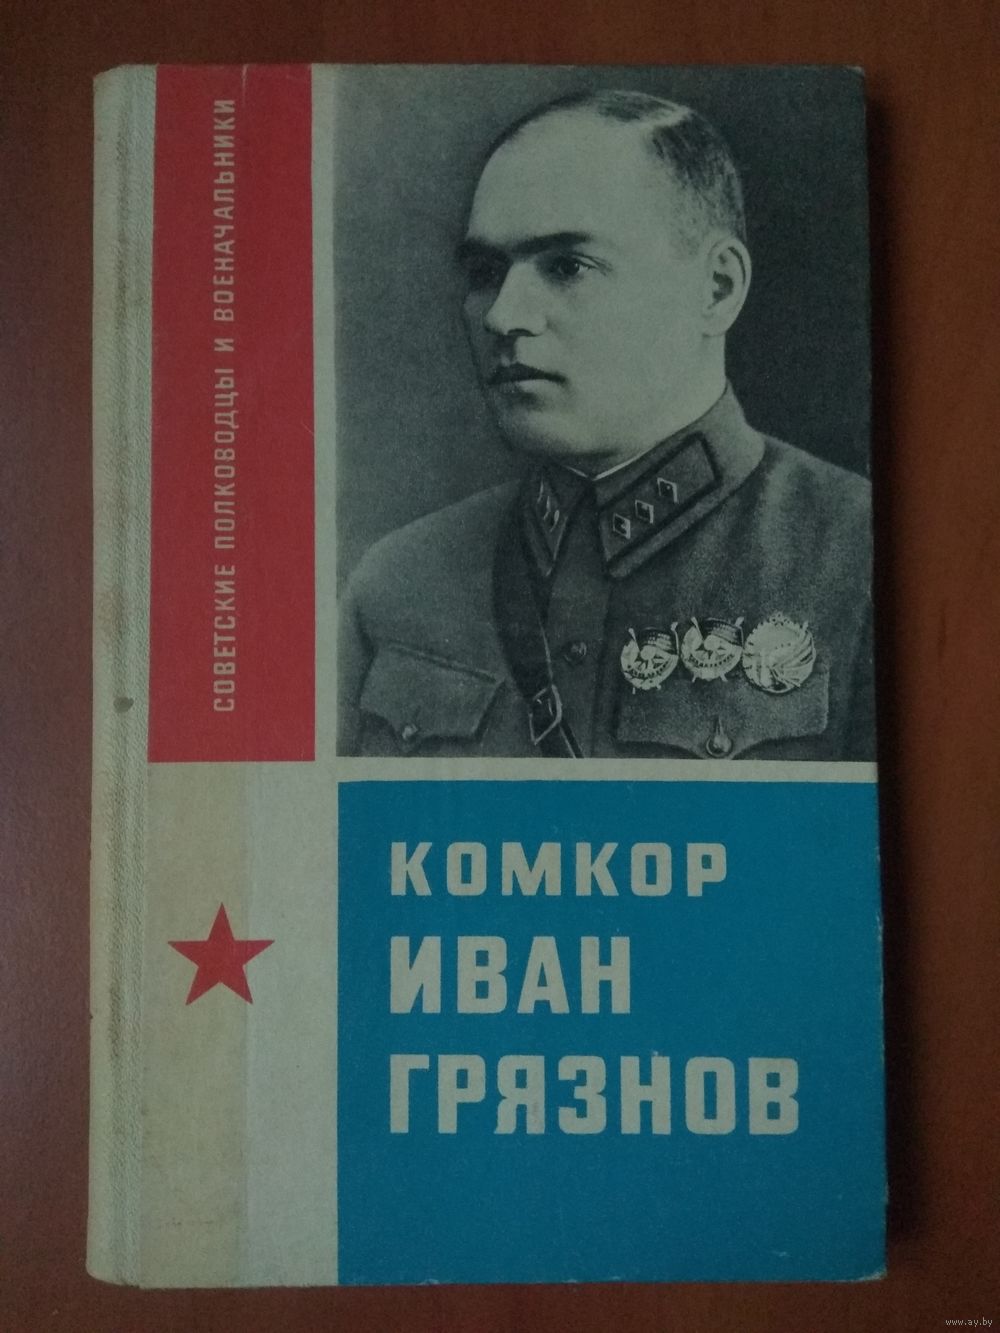 СОВЕТСКИЕ ПОЛКОВОДЦЫ И ВОЕНАЧАЛЬНИКИ
КОМКОР
ИВАН
ГРЯЗНОВ
www.ay.by